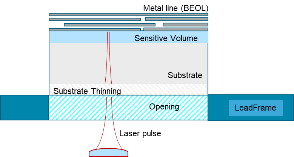 Metal line (BEOL)
Sensitive Volume
Substrate
Substrate Thinning
Opening
LeadFrame
Laser pulse